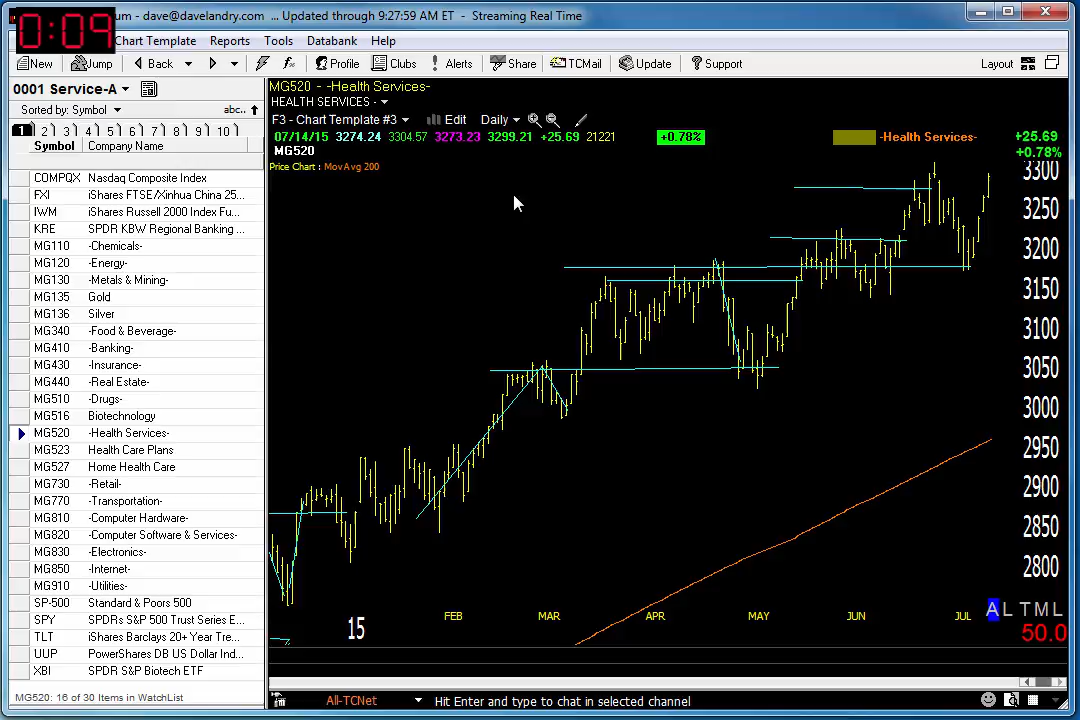 0:09
um - dave@davelandry.com ... Updated through 9:27:59 AM ET - Streaming Real Time
Chart Template Reports Tools Databank Help
New Jump Back Profile Clubs Alerts Share TCMail Update Support Layout
0001 Service-A
Sorted by: Symbol abc..
1 2 3 4 5 6 7 8 9 10
Symbol Company Name
COMPQX Nasdaq Composite Index
FXI iShares FTSE/Xinhua China 25...
IWM iShares Russell 2000 Index Fu...
KRE SPDR KBW Regional Banking ...
MG110 -Chemicals-
MG120 -Energy-
MG130 -Metals & Mining-
MG135 Gold
MG136 Silver
MG340 -Food & Beverage-
MG410 -Banking-
MG430 -Insurance-
MG440 -Real Estate-
MG510 -Drugs-
MG516 Biotechnology
MG520 -Health Services-
MG523 Health Care Plans
MG527 Home Health Care
MG730 -Retail-
MG770 -Transportation-
MG810 -Computer Hardware-
MG820 -Computer Software & Services-
MG830 -Electronics-
MG850 -Internet-
MG910 -Utilities-
SP-500 Standard & Poors 500
SPY SPDRs S&P 500 Trust Series E...
TLT iShares Barclays 20+ Year Tre...
UUP PowerShares DB US Dollar Ind...
XBI SPDR S&P Biotech ETF
MG520: 16 of 30 Items in WatchList
MG520 - -Health Services-
HEALTH SERVICES -
F3 - Chart Template #3 Edit Daily
07/14/15 3274.24 3304.57 3273.23 3299.21 +25.69 21221 +0.78% -Health Services- +25.69
MG520 +0.78%
Price Chart : MovAvg 200
3300
3250
3200
3150
3100
3050
3000
2950
2900
2850
2800
15 FEB MAR APR MAY JUN JUL
A L T M L
50.0
All-TCNet Hit Enter and type to chat in selected channel